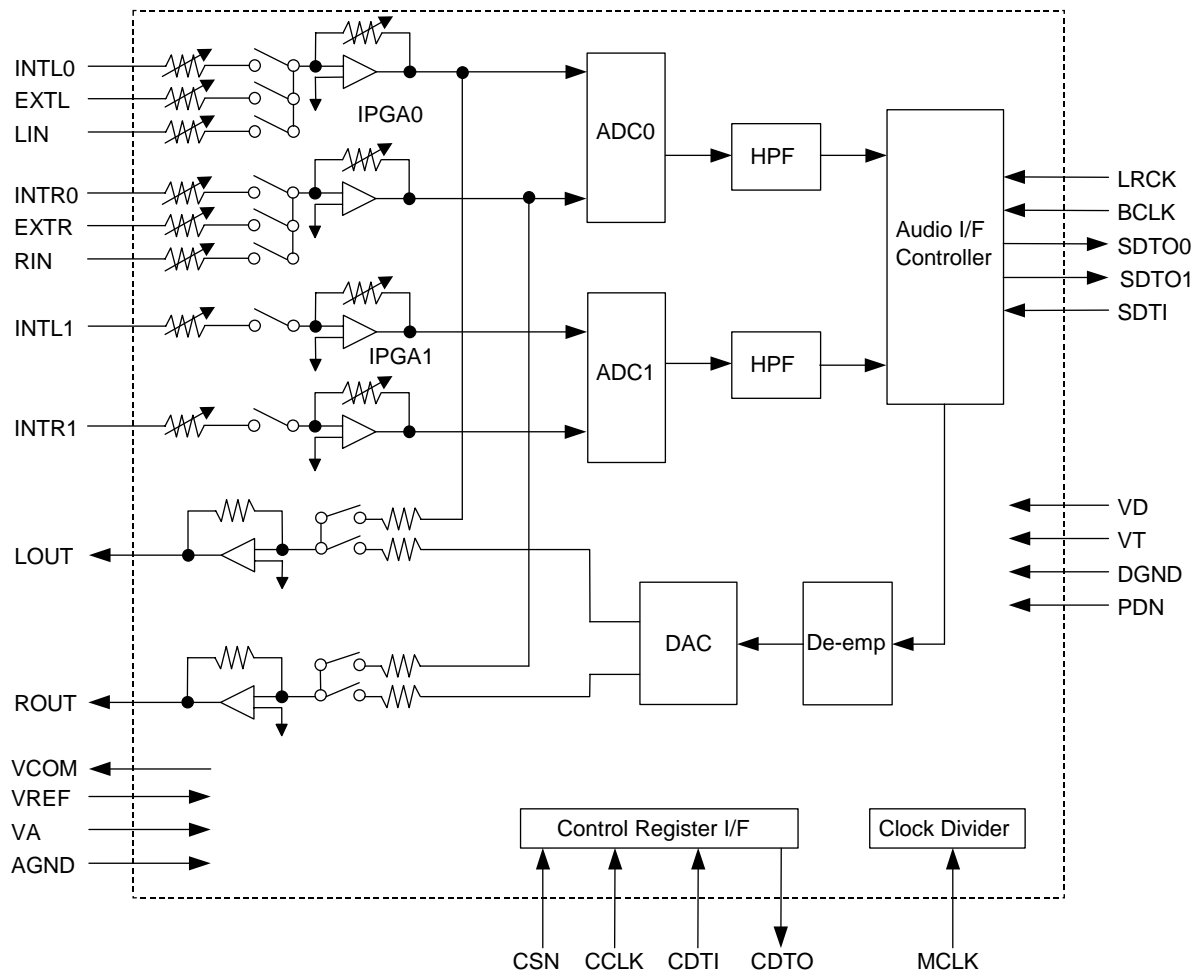 INTL0
EXTL
LIN
IPGA0
INTR0
EXTR
RIN
INTL1
IPGA1
INTR1
ADC0
HPF
ADC1
HPF
Audio I/F
Controller
LRCK
BCLK
SDTO0
SDTO1
SDTI
VD
VT
DGND
PDN
LOUT
DAC
De-emp
ROUT
VCOM
VREF
VA
AGND
Control Register I/F
Clock Divider
CSN
CCLK
CDTI
CDTO
MCLK